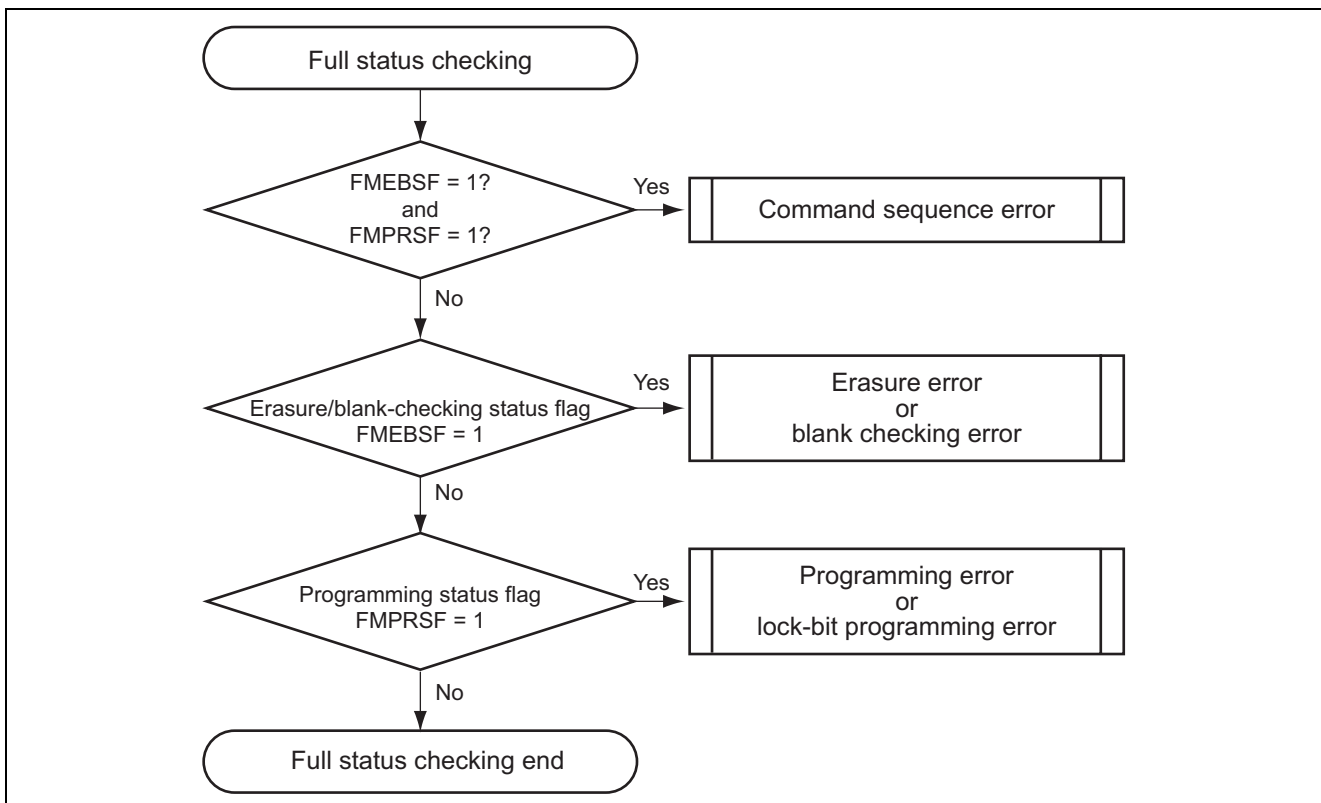 Full status checking
FMEBSF = 1?
and
FMPRSF = 1?
Yes
Command sequence error
No
Erasure/blank-checking status flag
FMEBSF = 1
Yes
Erasure error
or
blank checking error
No
Programming status flag
FMPRSF = 1
Yes
Programming error
or
lock-bit programming error
No
Full status checking end